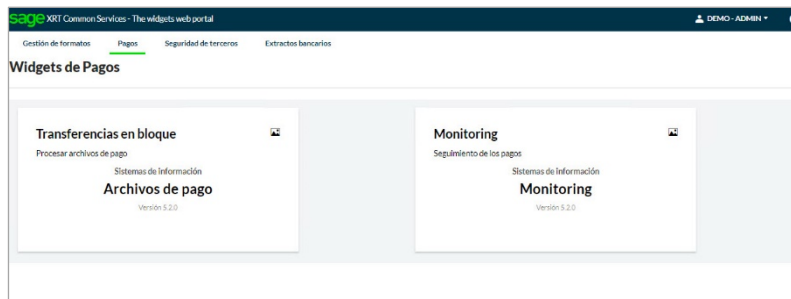 sage XRT Common Services - The widgets web portal
DEMO - ADMIN
Gestión de formatos Pagos Seguridad de terceros Extractos bancarios
Widgets de Pagos
Transferencias en bloque
Procesar archivos de pago
Sistemas de información
Archivos de pago
Versión 5.2.0
Monitoring
Seguimiento de los pagos
Sistemas de información
Monitoring
Versión 5.2.0